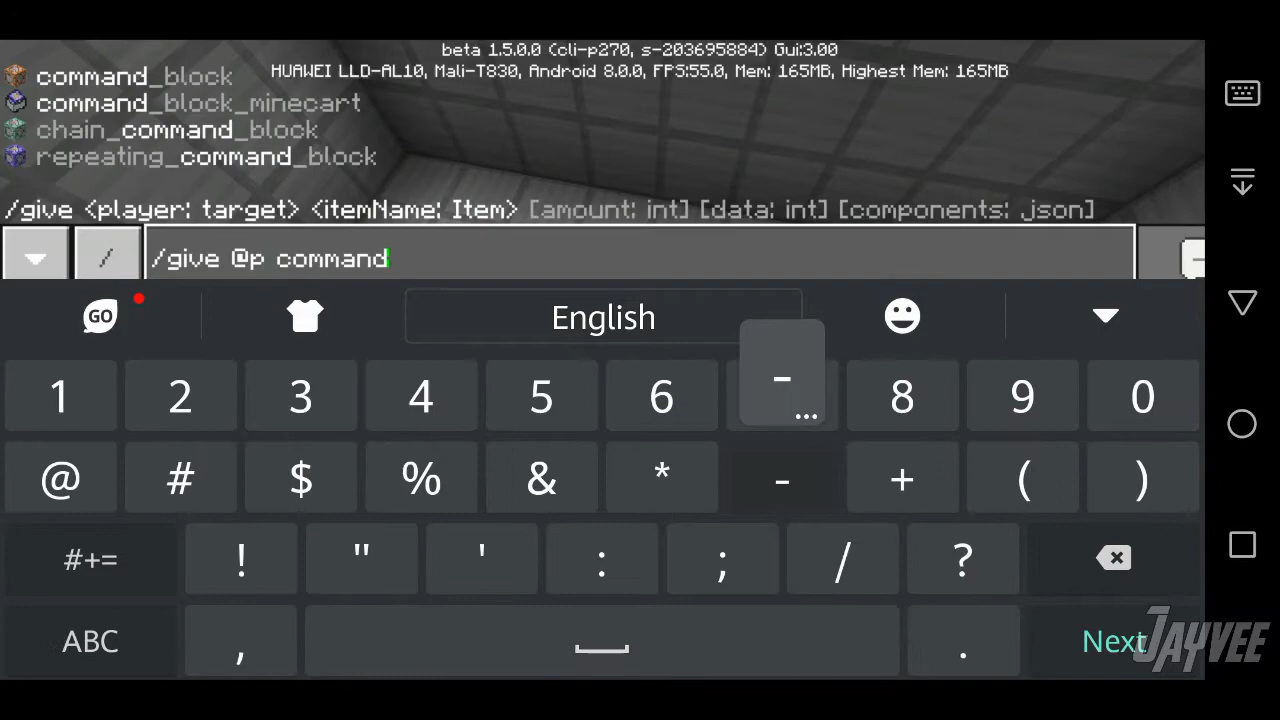 beta 1.5.0.0 (cli-p270, s-203695884) Gui:3.00
HUAWEI LLD-AL10, Mali-T830, Android 8.0.0, FPS:55.0, Mem: 165MB, Highest Mem: 165MB
command_block
command_block_minecart
chain_command_block
repeating_command_block
/give <player: target> <itemName: Item> [amount: int] [data: int] [components: json]
/ /give @p command
GO English
1 2 3 4 5 6 - 8 9 0
@ # $ % & * - + ( )
#+= ! " ' : ; / ?
ABC , . Next
JAYVEE